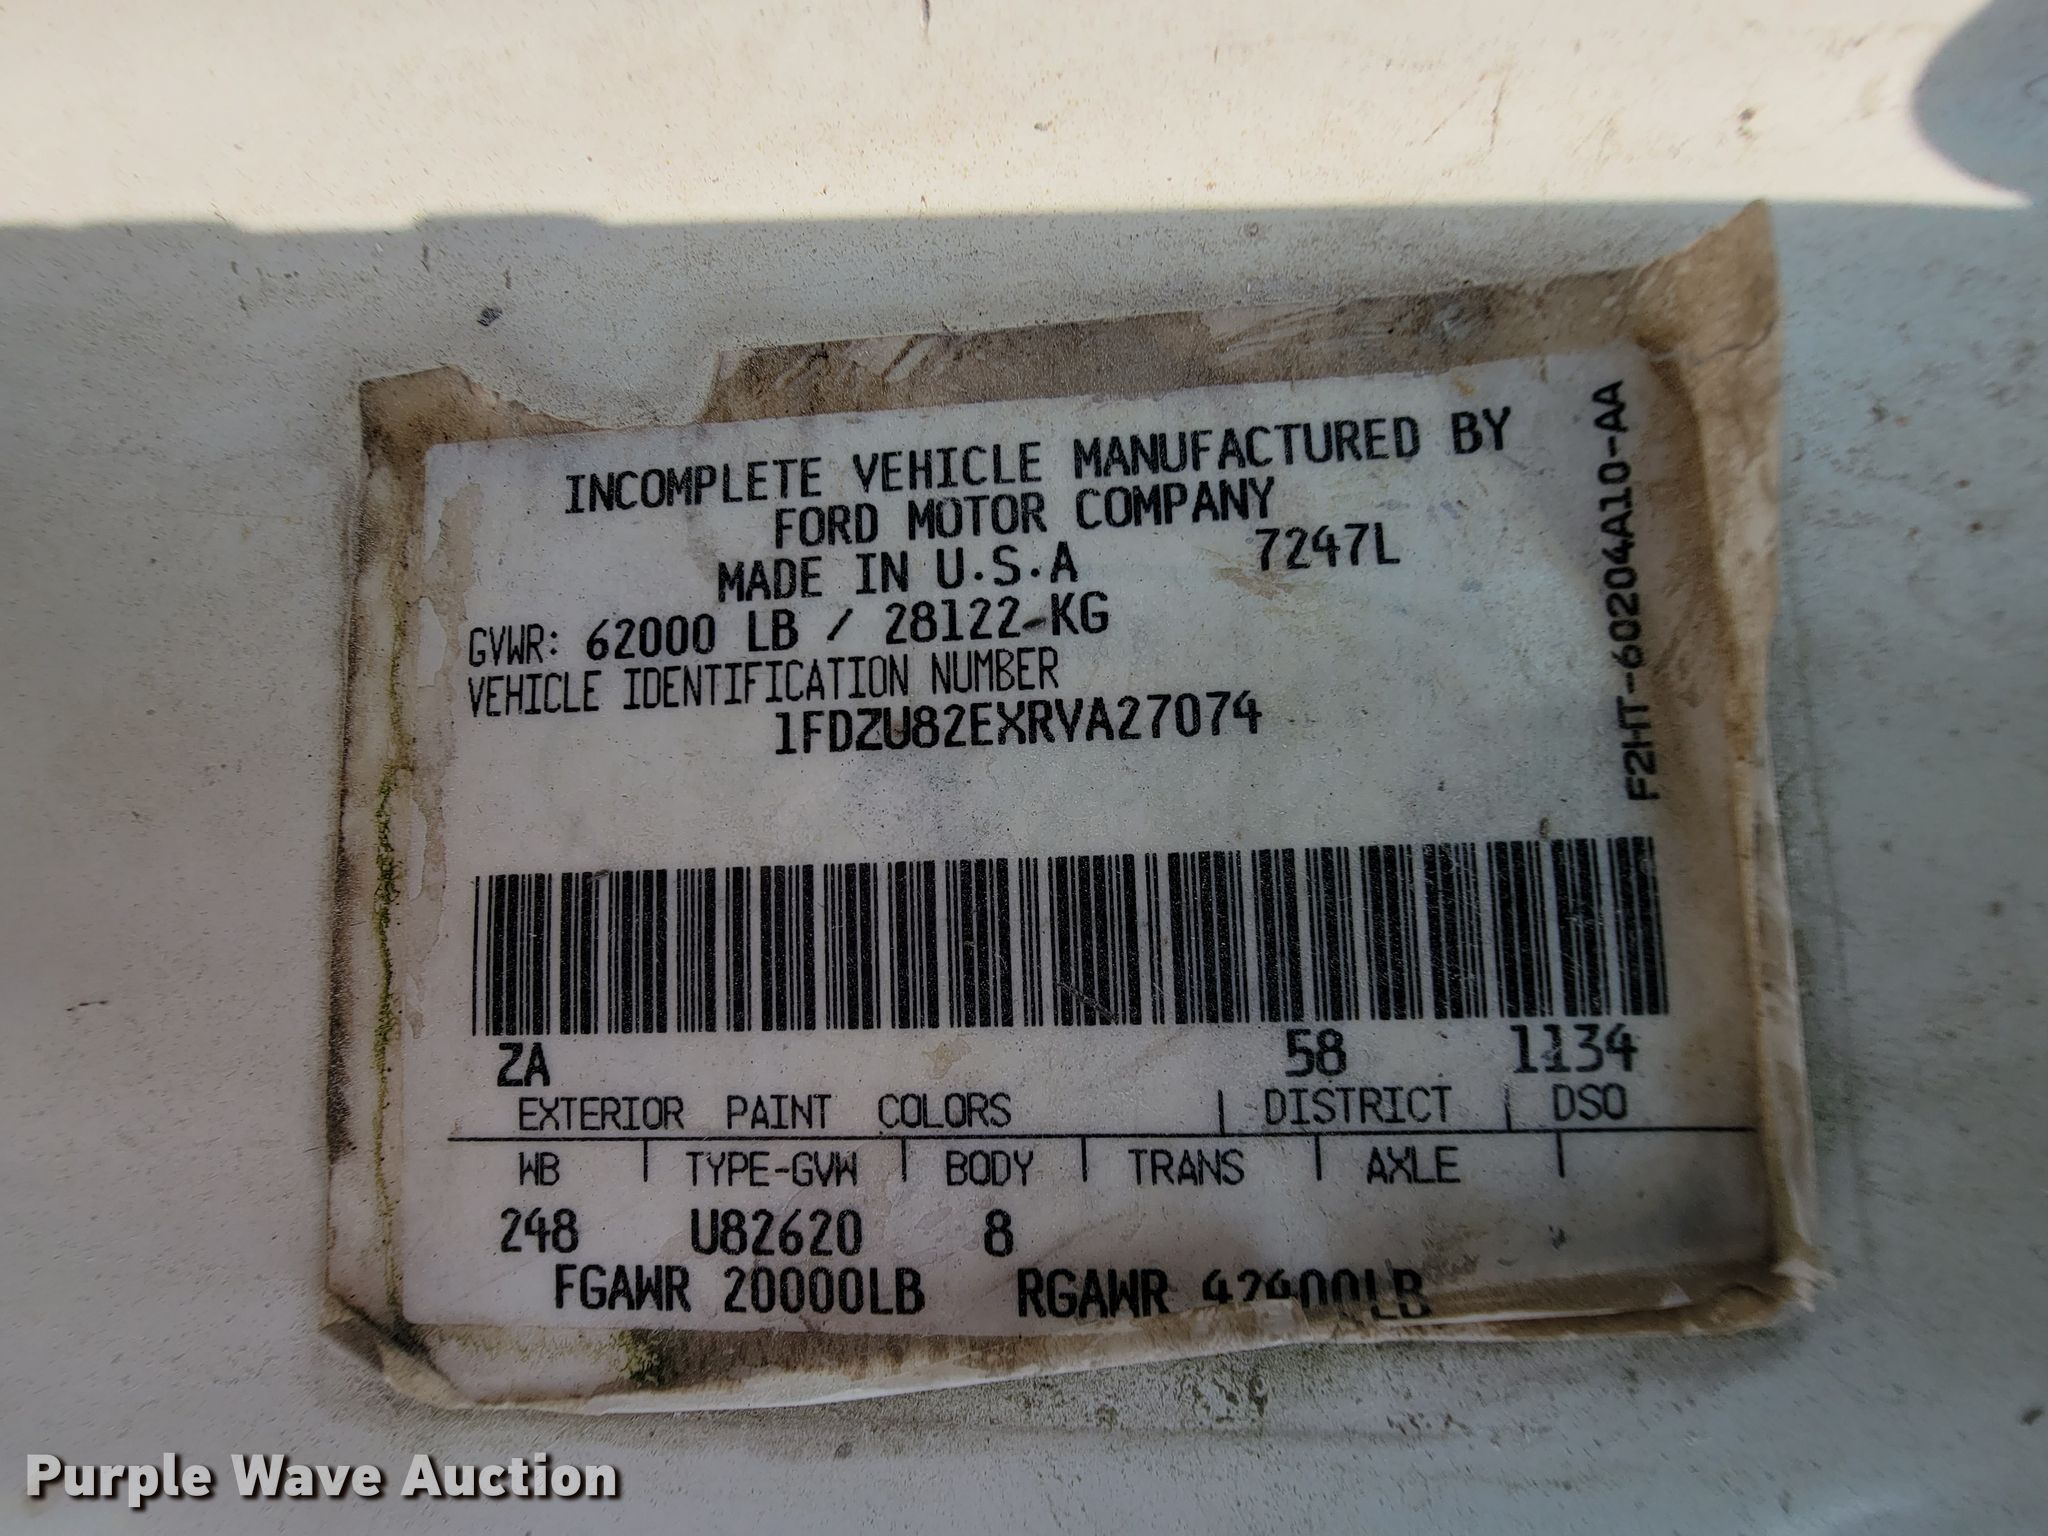 INCOMPLETE VEHICLE MANUFACTURED BY
FORD MOTOR COMPANY
MADE IN U.S.A 7247L
GVWR: 62000 LB / 28122 KG
VEHICLE IDENTIFICATION NUMBER
1FDZU82EXRVA27074
F2HT-60204A10-AA
ZA 58 1134
EXTERIOR PAINT COLORS DISTRICT DSO
WB TYPE-GVW BODY TRANS AXLE
248 U82620 8
FGAWR 20000LB RGAWR 42400LB
Purple Wave Auction